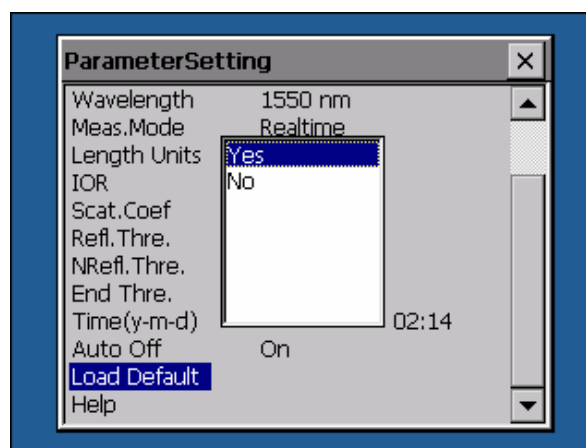 ParameterSetting
Wavelength 1550 nm
Meas.Mode Realtime
Length Units Yes
IOR No
Scat.Coef
Refl.Thre.
NRefl.Thre.
End Thre.
Time(y-m-d) 02:14
Auto Off On
Load Default
Help